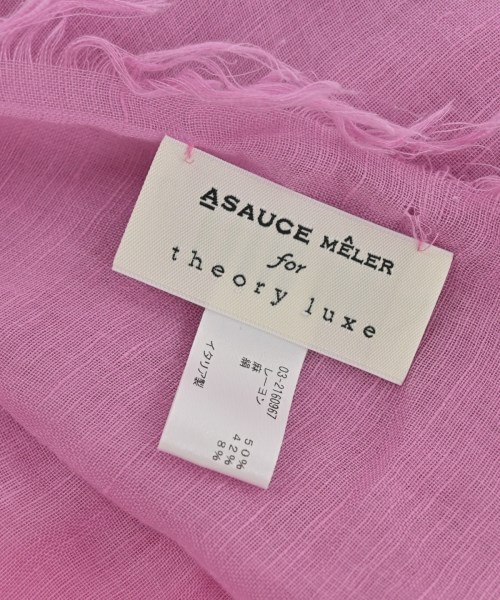 ASAUCE MÊLER
for
theory luxe
03-2160967
レーヨン 50%
麻 42%
綿 8%
イタリア製